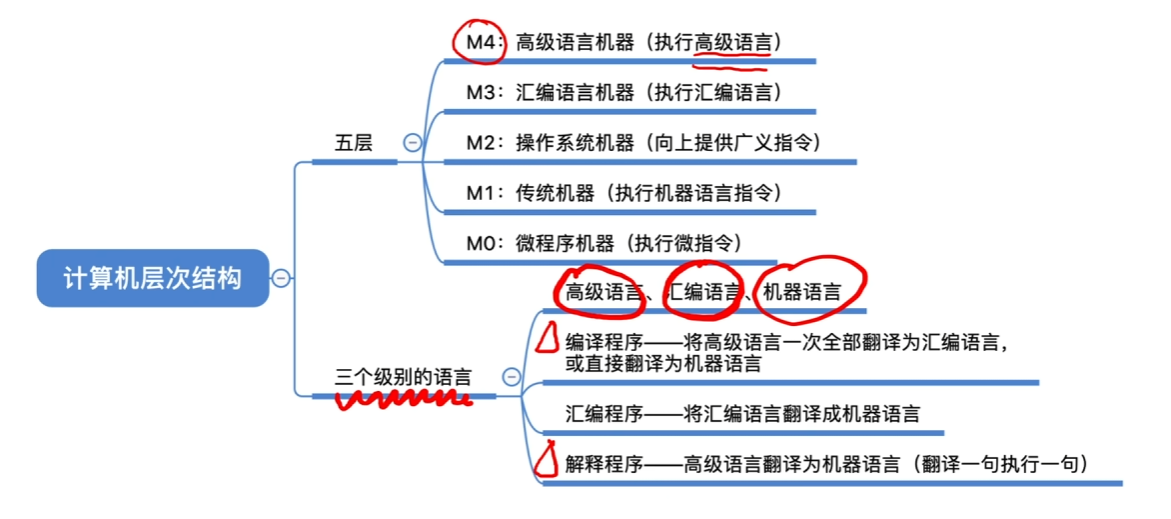 M4：高级语言机器（执行高级语言）
M3：汇编语言机器（执行汇编语言）
五层
M2：操作系统机器（向上提供广义指令）
M1：传统机器（执行机器语言指令）
M0：微程序机器（执行微指令）
计算机层次结构
高级语言、汇编语言、机器语言
编译程序——将高级语言一次全部翻译为汇编语言，
或直接翻译为机器语言
三个级别的语言
汇编程序——将汇编语言翻译成机器语言
解释程序——高级语言翻译为机器语言（翻译一句执行一句）